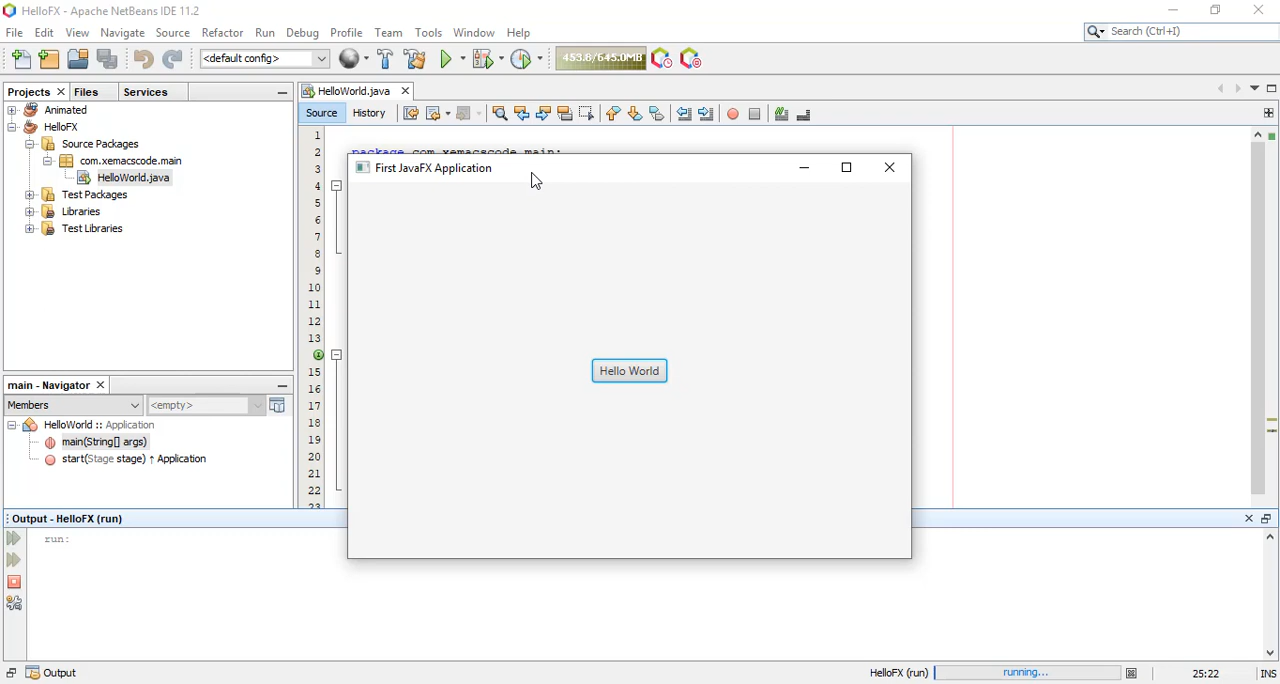 HelloFX - Apache NetBeans IDE 11.2
File Edit View Navigate Source Refactor Run Debug Profile Team Tools Window Help
Search (Ctrl+I)
<default config>
453.6/645.0MB
Projects Files Services
HelloWorld.java
Source History
Animated
HelloFX
Source Packages
com.xemacscode.main
HelloWorld.java
Test Packages
Libraries
Test Libraries
1
2 package com.xemacscode.main;
3
4
5
6
7
8
9
10
11
12
13
15
16
17
18
19
20
21
22
23
First JavaFX Application
Hello World
main - Navigator
Members <empty>
HelloWorld :: Application
main(String[] args)
start(Stage stage) ↑ Application
Output - HelloFX (run)
run:
Output
HelloFX (run) running... 25:22 INS